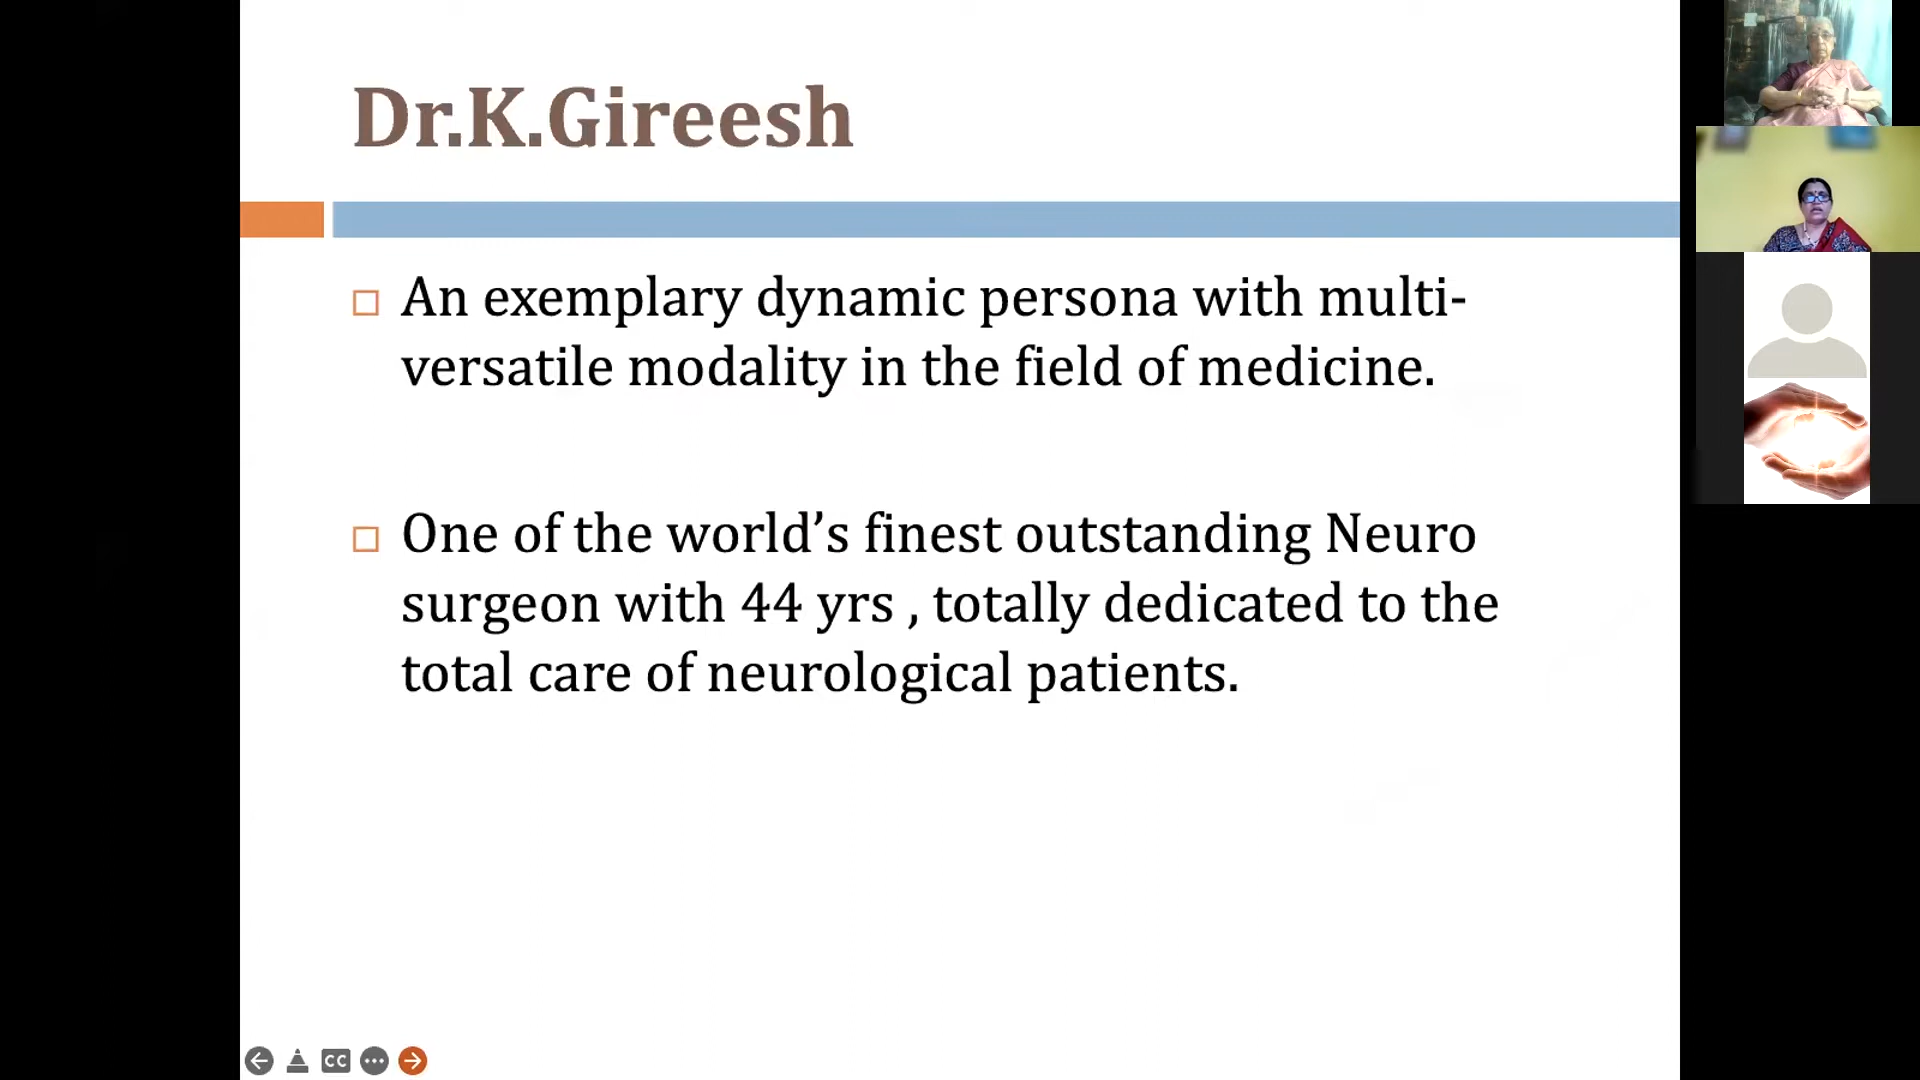 Dr.K.Gireesh
An exemplary dynamic persona with multi-
versatile modality in the field of medicine.
One of the world’s finest outstanding Neuro
surgeon with 44 yrs , totally dedicated to the
total care of neurological patients.
CC